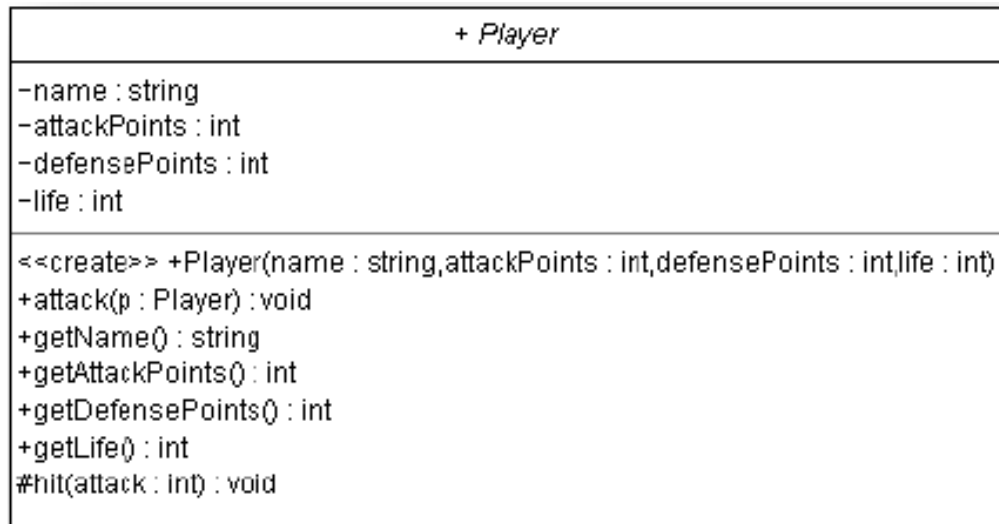 + Player
-name : string
-attackPoints : int
-defensePoints : int
-life : int
<<create>> +Player(name : string,attackPoints : int,defensePoints : int,life : int)
+attack(p : Player) : void
+getName() : string
+getAttackPoints() : int
+getDefensePoints() : int
+getLife() : int
#hit(attack : int) : void